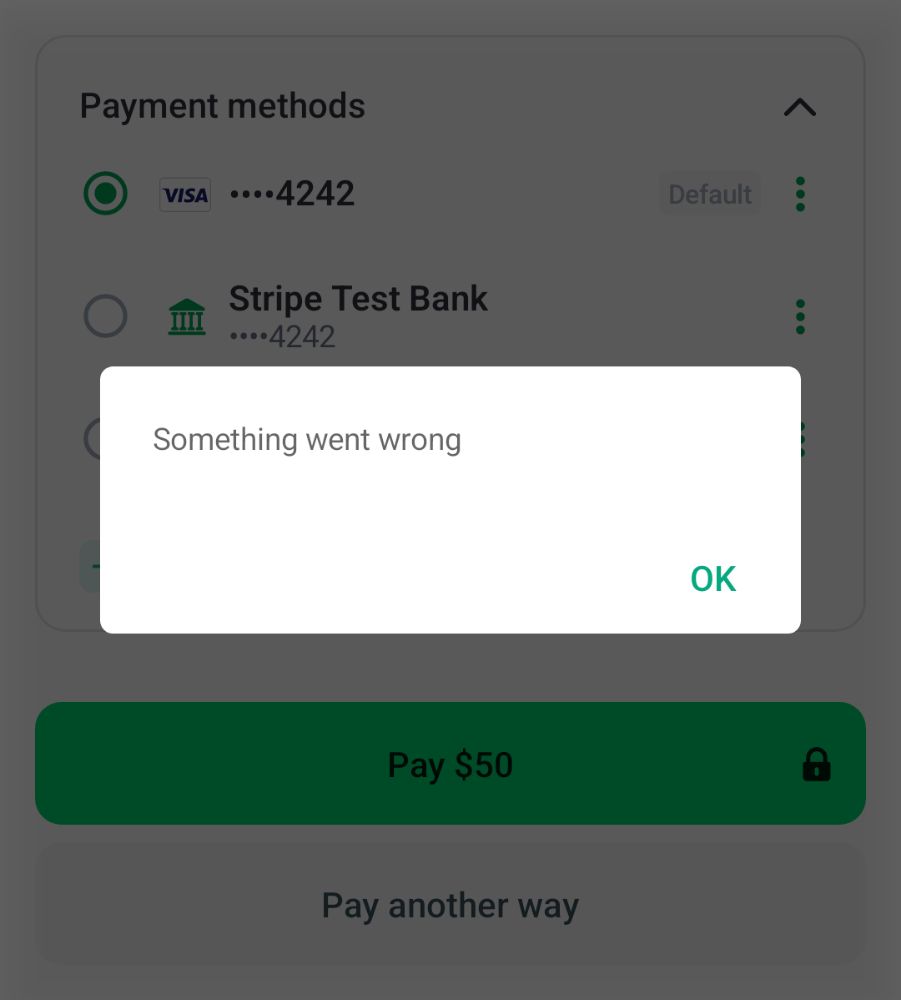 Payment methods
VISA ••••4242 Default
Stripe Test Bank
••••4242
Something went wrong
OK
Pay $50
Pay another way